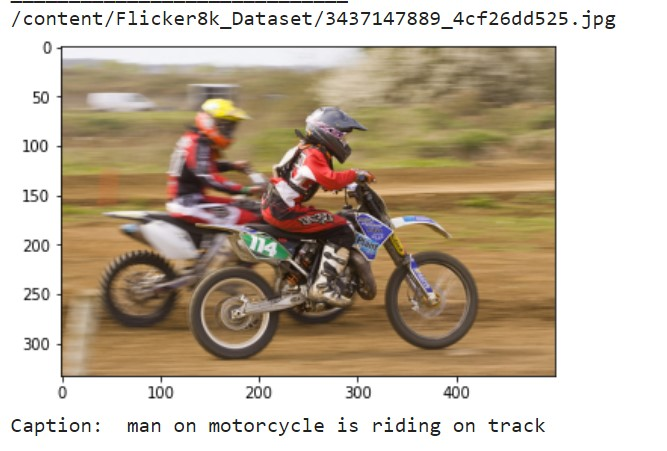 /content/Flicker8k_Dataset/3437147889_4cf26dd525.jpg
0
50
100
150
200
250
300
114
0 100 200 300 400
Caption: man on motorcycle is riding on track